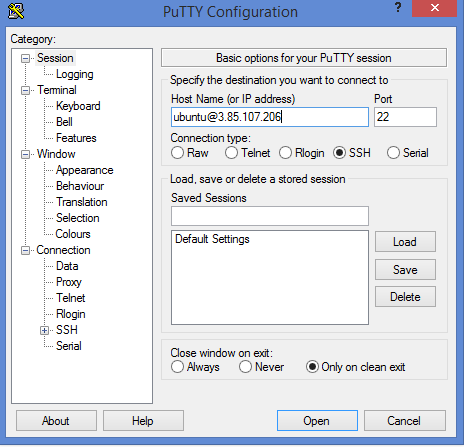 PuTTY Configuration
?
Category:
Session
Logging
Terminal
Keyboard
Bell
Features
Window
Appearance
Behaviour
Translation
Selection
Colours
Connection
Data
Proxy
Telnet
Rlogin
SSH
Serial
Basic options for your PuTTY session
Specify the destination you want to connect to
Host Name (or IP address) Port
ubuntu@3.85.107.206 22
Connection type:
Raw Telnet Rlogin SSH Serial
Load, save or delete a stored session
Saved Sessions
Default Settings
Load
Save
Delete
Close window on exit:
Always Never Only on clean exit
About Help Open Cancel